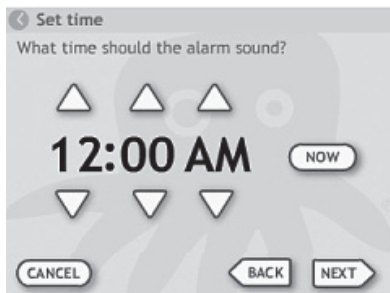 Set time
What time should the alarm sound?
12:00 AM
NOW
CANCEL
BACK
NEXT